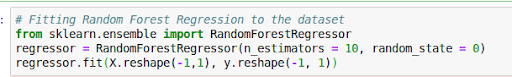 :
# Fitting Random Forest Regression to the dataset
from sklearn.ensemble import RandomForestRegressor
regressor = RandomForestRegressor(n_estimators = 10, random_state = 0)
regressor.fit(X.reshape(-1,1), y.reshape(-1, 1))